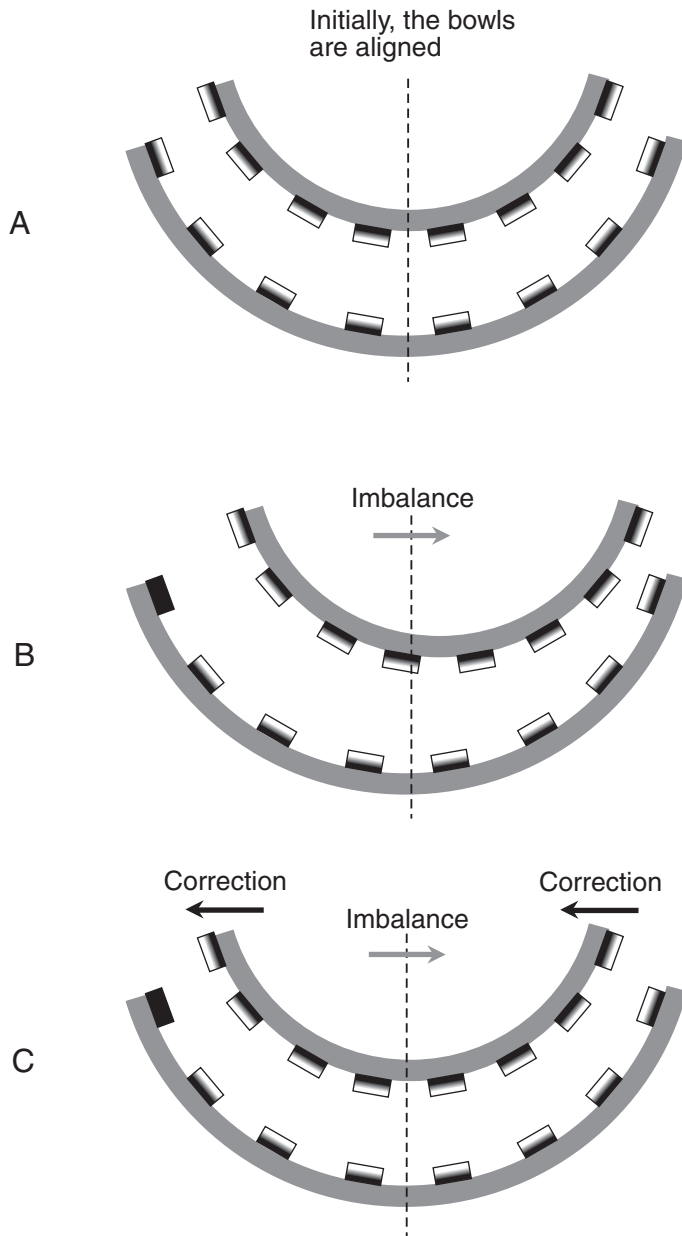 Initially, the bowls
are aligned
A
Imbalance
B
Correction
Correction
Imbalance
C